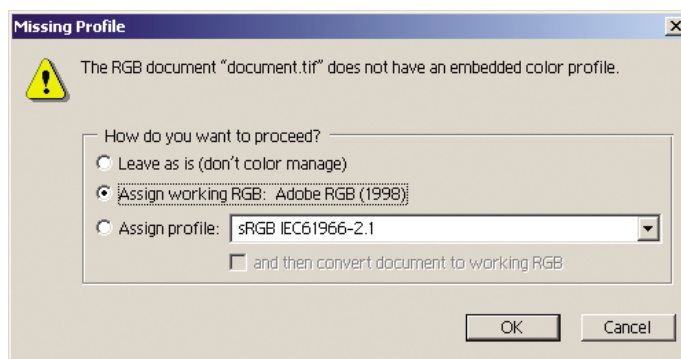 Missing Profile
The RGB document “document.tif” does not have an embedded color profile.
How do you want to proceed?
Leave as is (don't color manage)
Assign working RGB: Adobe RGB (1998)
Assign profile: sRGB IEC61966-2.1
and then convert document to working RGB
OK Cancel